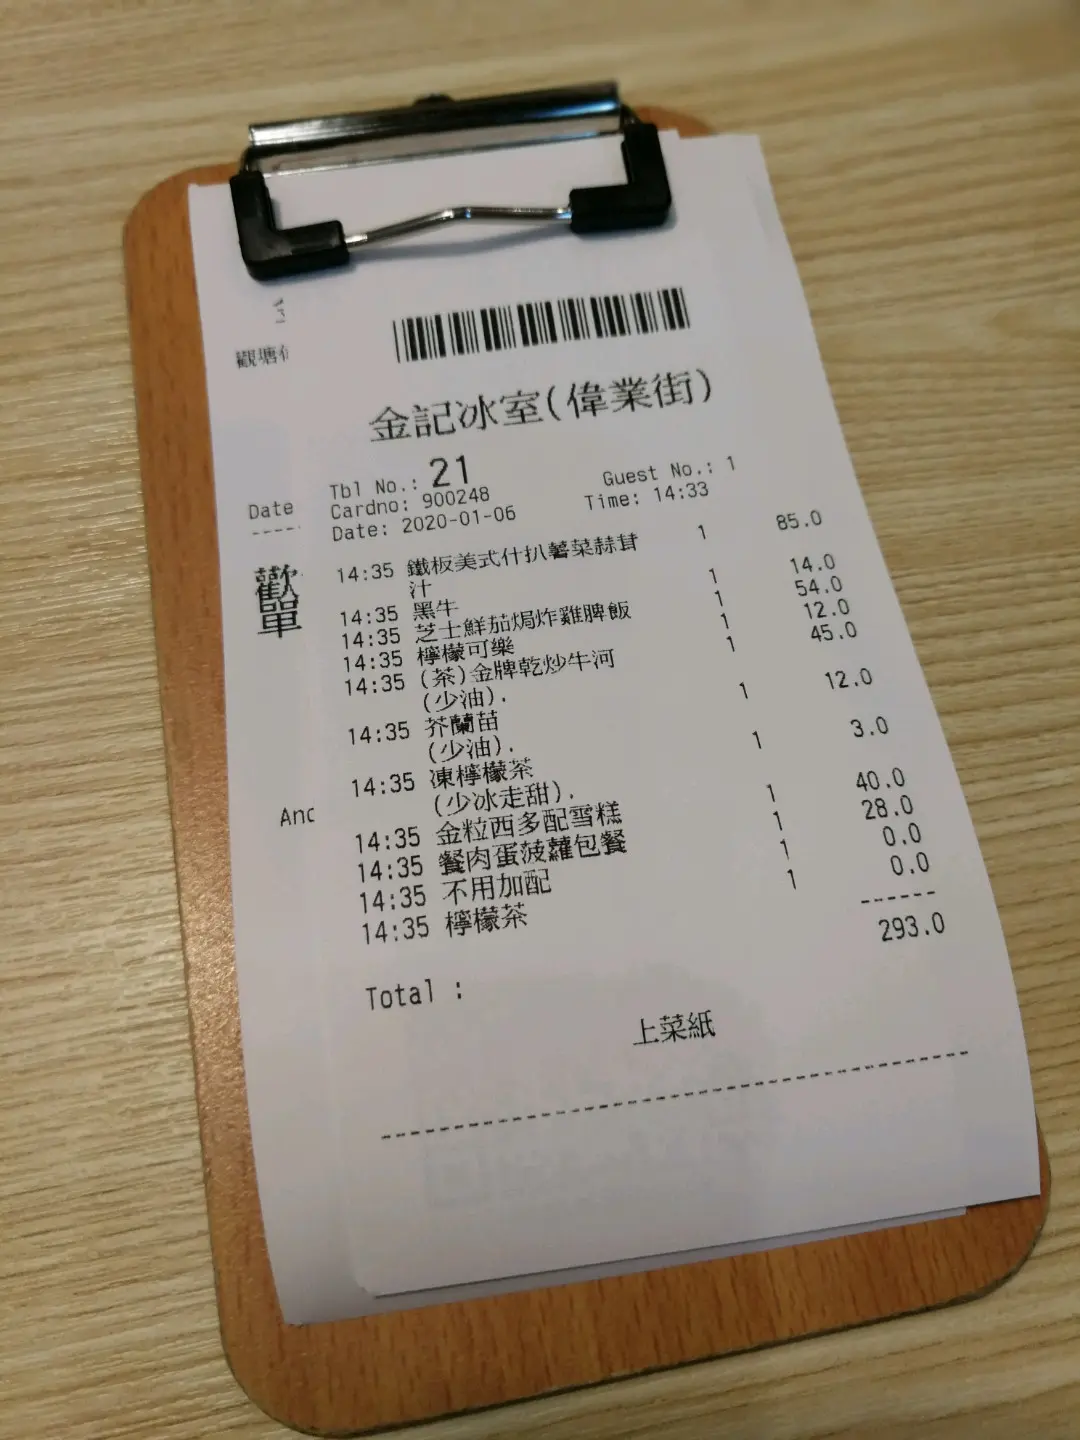 觀塘
金記冰室(偉業街)
Tbl No.: 21 Guest No.: 1
Cardno: 900248 Time: 14:33
Date: 2020-01-06
Date
歡
單
And
14:35 鐵板美式什扒薯菜蒜茸 1 85.0
汁
14:35 黑牛 1 14.0
14:35 芝士鮮茄焗炸雞脾飯 1 54.0
14:35 檸檬可樂 1 12.0
14:35 (茶)金牌乾炒牛河 1 45.0
(少油).
14:35 芥蘭苗 1 12.0
(少油).
14:35 凍檸檬茶 1 3.0
(少冰走甜).
14:35 金粒西多配雪糕 1 40.0
14:35 餐肉蛋菠蘿包餐 1 28.0
14:35 不用加配 1 0.0
14:35 檸檬茶 1 0.0
------
293.0
Total :
上菜紙